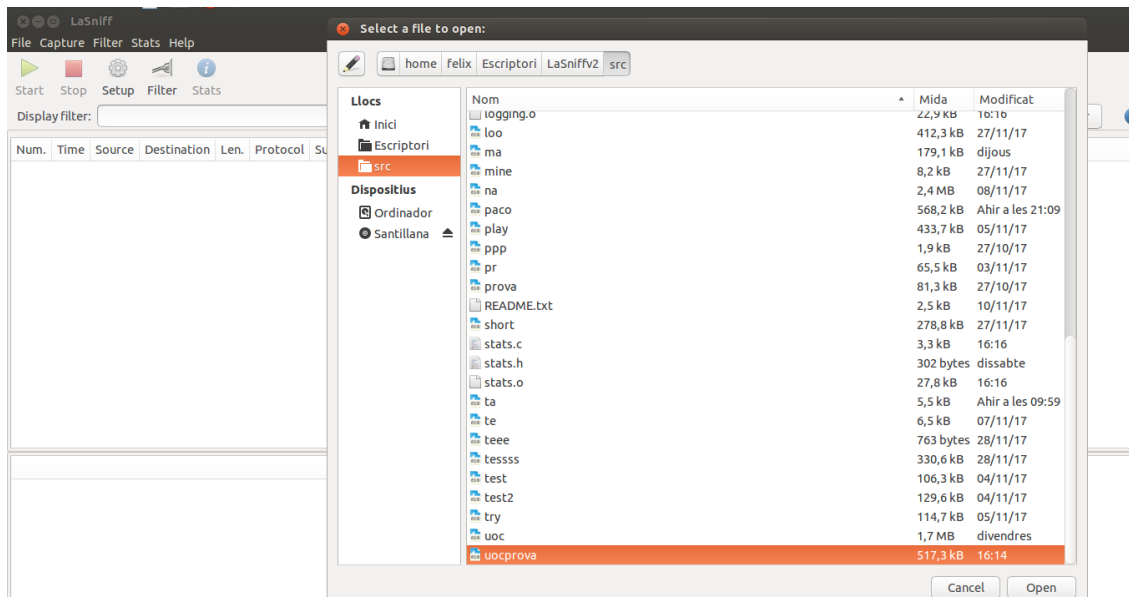 LaSniff
File Capture Filter Stats Help
Start Stop Setup Filter Stats
Display filter:
Num. Time Source Destination Len. Protocol
Select a file to open:
home felix Escriptori LaSniffv2 src
Llocs
Inici
Escriptori
src
Dispositius
Ordinador
Santillana
Nom Mida Modificat
logging.o 22,9 kB 16:16
loo 412,3 kB 27/11/17
ma 179,1 kB dijous
mine 8,2 kB 27/11/17
na 2,4 MB 08/11/17
paco 568,2 kB Ahir a les 21:09
play 433,7 kB 05/11/17
ppp 1,9 kB 27/10/17
pr 65,5 kB 03/11/17
prova 81,3 kB 27/10/17
README.txt 2,5 kB 10/11/17
short 278,8 kB 27/11/17
stats.c 3,3 kB 16:16
stats.h 302 bytes dissabte
stats.o 27,8 kB 16:16
ta 5,5 kB Ahir a les 09:59
te 6,5 kB 07/11/17
teee 763 bytes 28/11/17
tessss 330,6 kB 28/11/17
test 106,3 kB 04/11/17
test2 129,6 kB 04/11/17
try 114,7 kB 05/11/17
uoc 1,7 MB divendres
uocprova 517,3 kB 16:14
Cancel Open